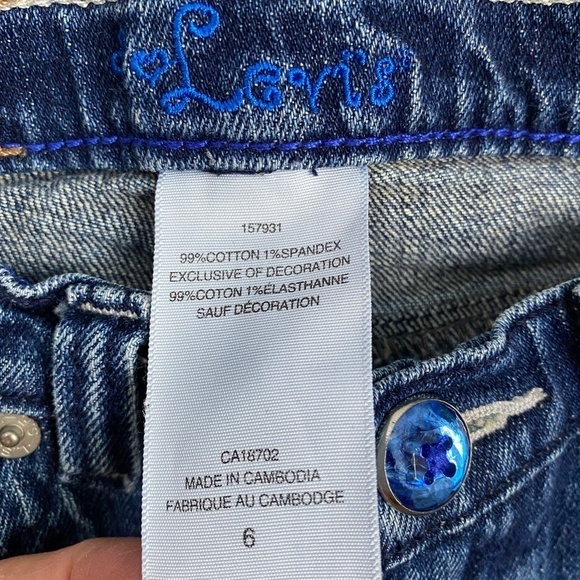 Levi's
157931
99%COTTON 1%SPANDEX
EXCLUSIVE OF DECORATION
99%COTON 1%ÉLASTHANNE
SAUF DÉCORATION
CA18702
MADE IN CAMBODIA
FABRIQUE AU CAMBODGE
6